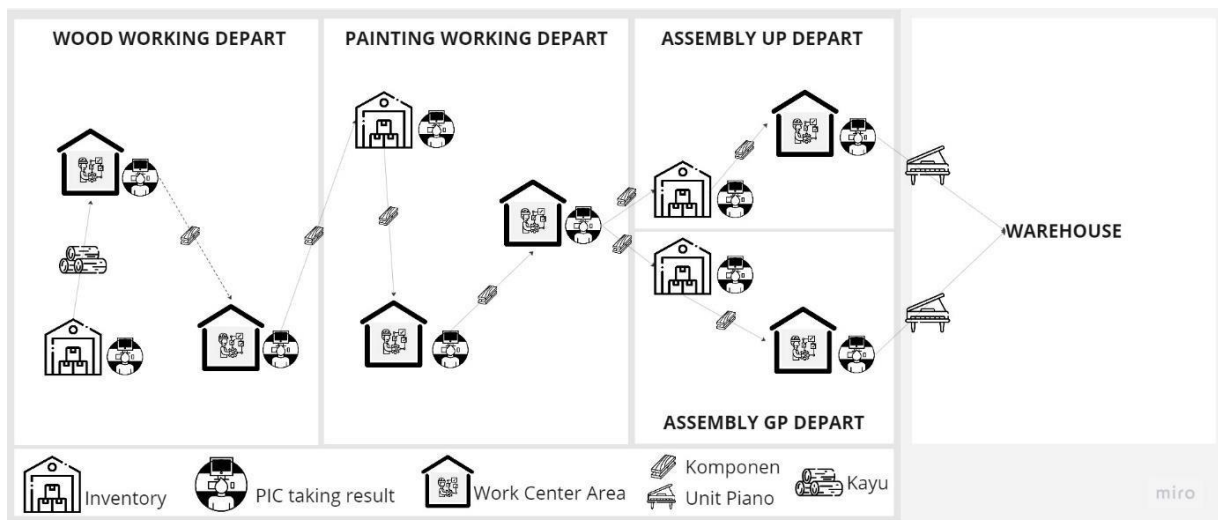 WOOD WORKING DEPART
PAINTING WORKING DEPART
ASSEMBLY UP DEPART
WAREHOUSE
ASSEMBLY GP DEPART
Inventory
PIC taking result
Work Center Area
Komponen
Unit Piano
Kayu
miro